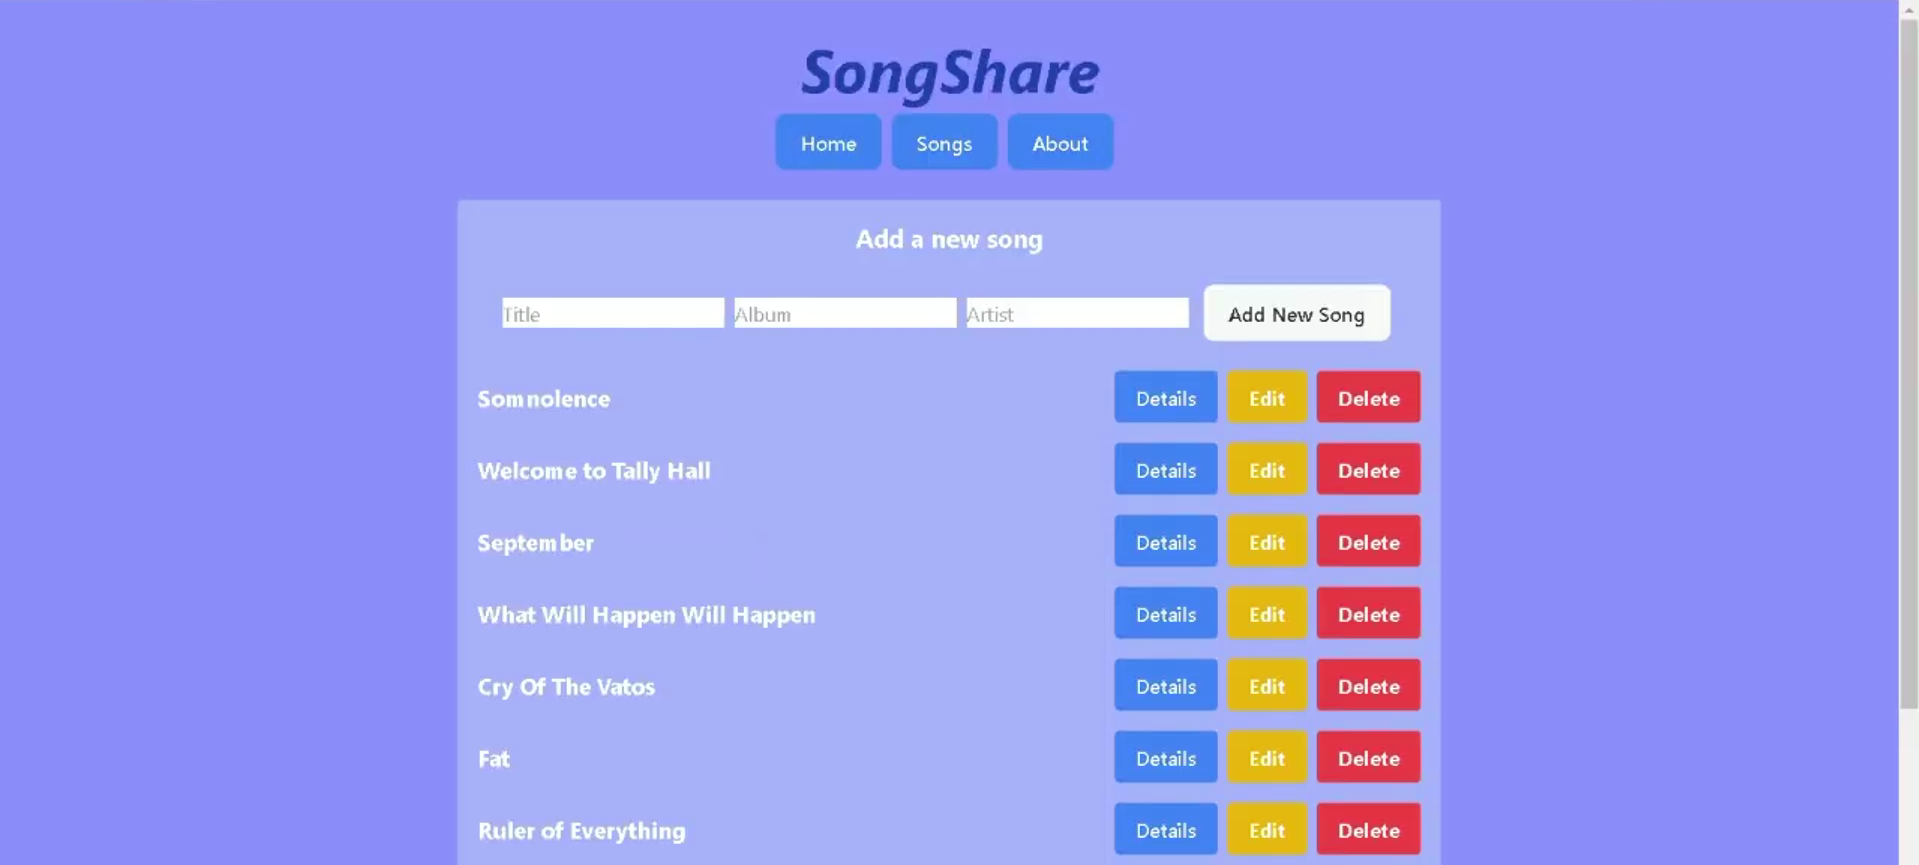 SongShare
Home Songs About
Add a new song
Title Album Artist Add New Song
Somnolence Details Edit Delete
Welcome to Tally Hall Details Edit Delete
September Details Edit Delete
What Will Happen Will Happen Details Edit Delete
Cry Of The Vatos Details Edit Delete
Fat Details Edit Delete
Ruler of Everything Details Edit Delete